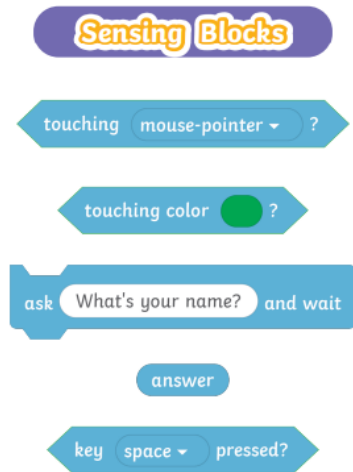 Sensing Blocks
touching mouse-pointer ?
touching color ?
ask What's your name? and wait
answer
key space pressed?